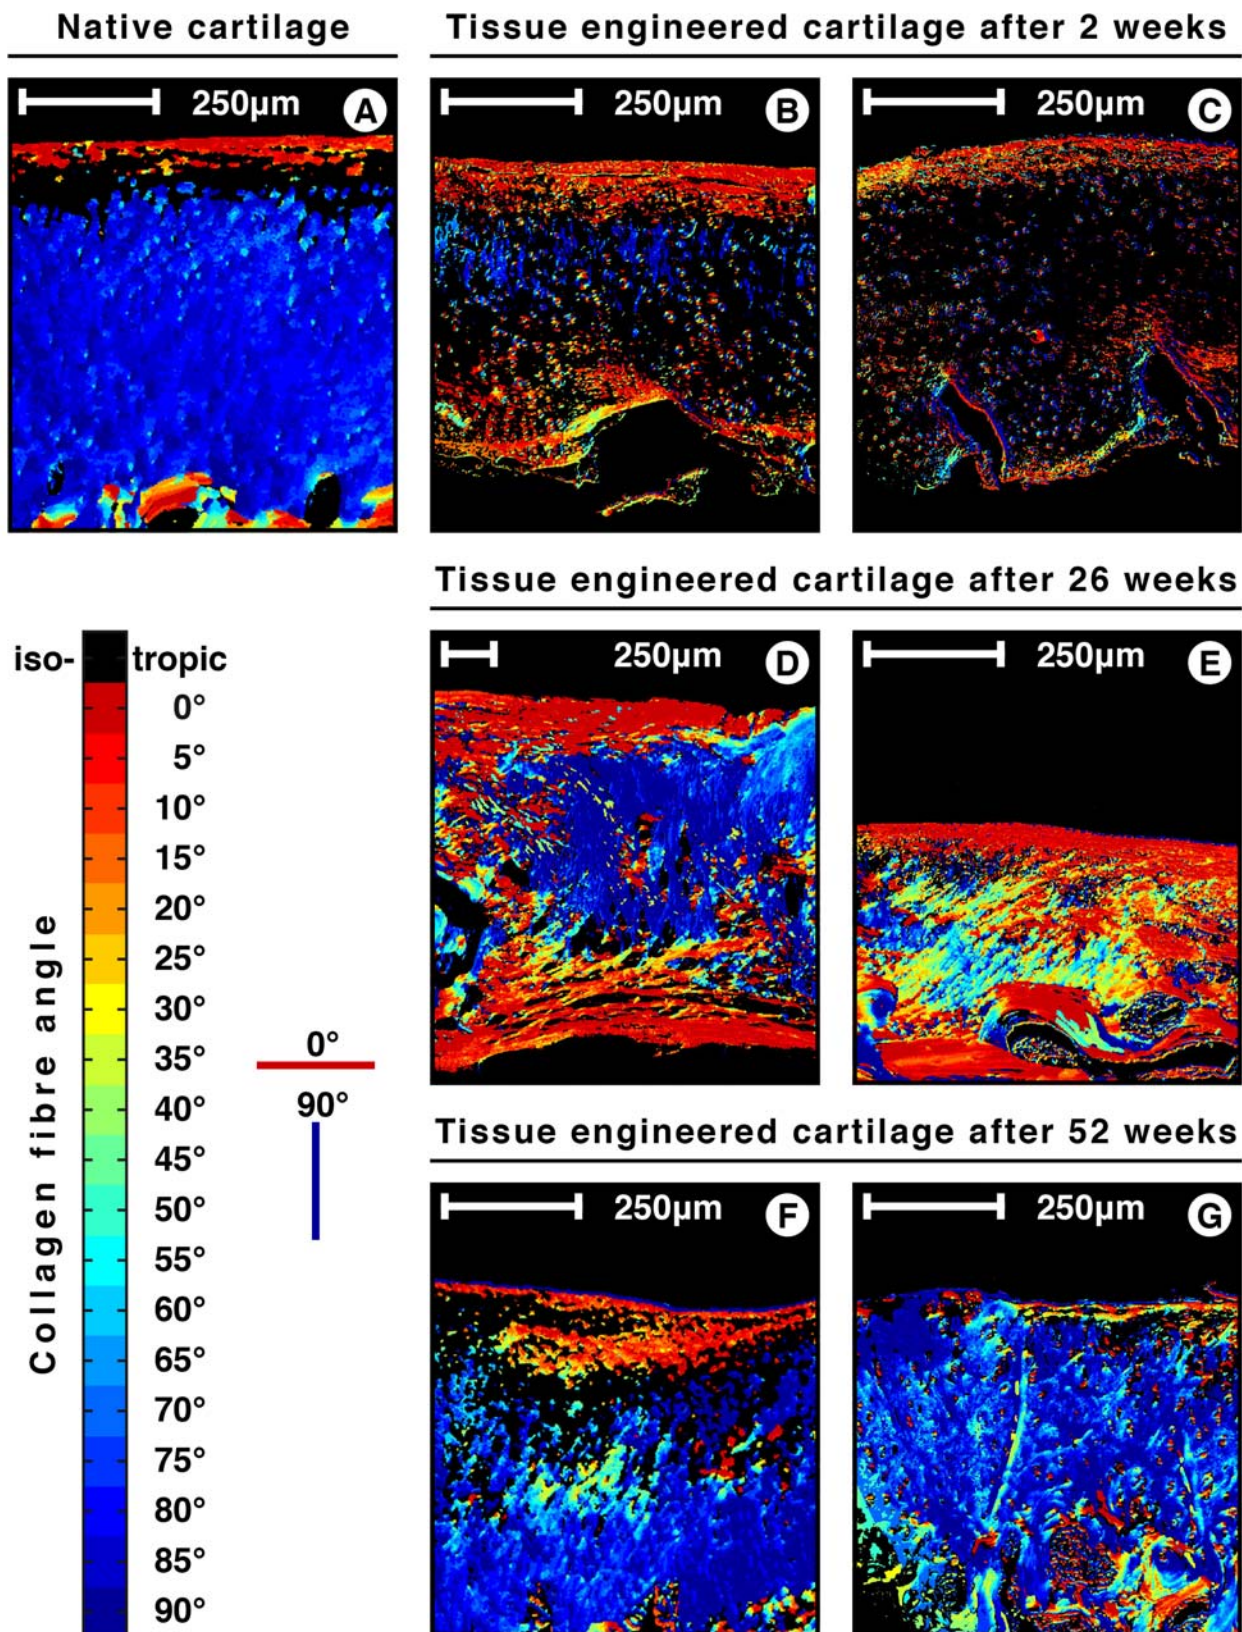 Native cartilage
Tissue engineered cartilage after 2 weeks
250µm A
250µm B
250µm C
Tissue engineered cartilage after 26 weeks
250µm D
250µm E
iso- tropic
0°
5°
10°
15°
20°
25°
30°
35°
40°
45°
50°
55°
60°
65°
70°
75°
80°
85°
90°
Collagen fibre angle
0°
90°
Tissue engineered cartilage after 52 weeks
250µm F
250µm G